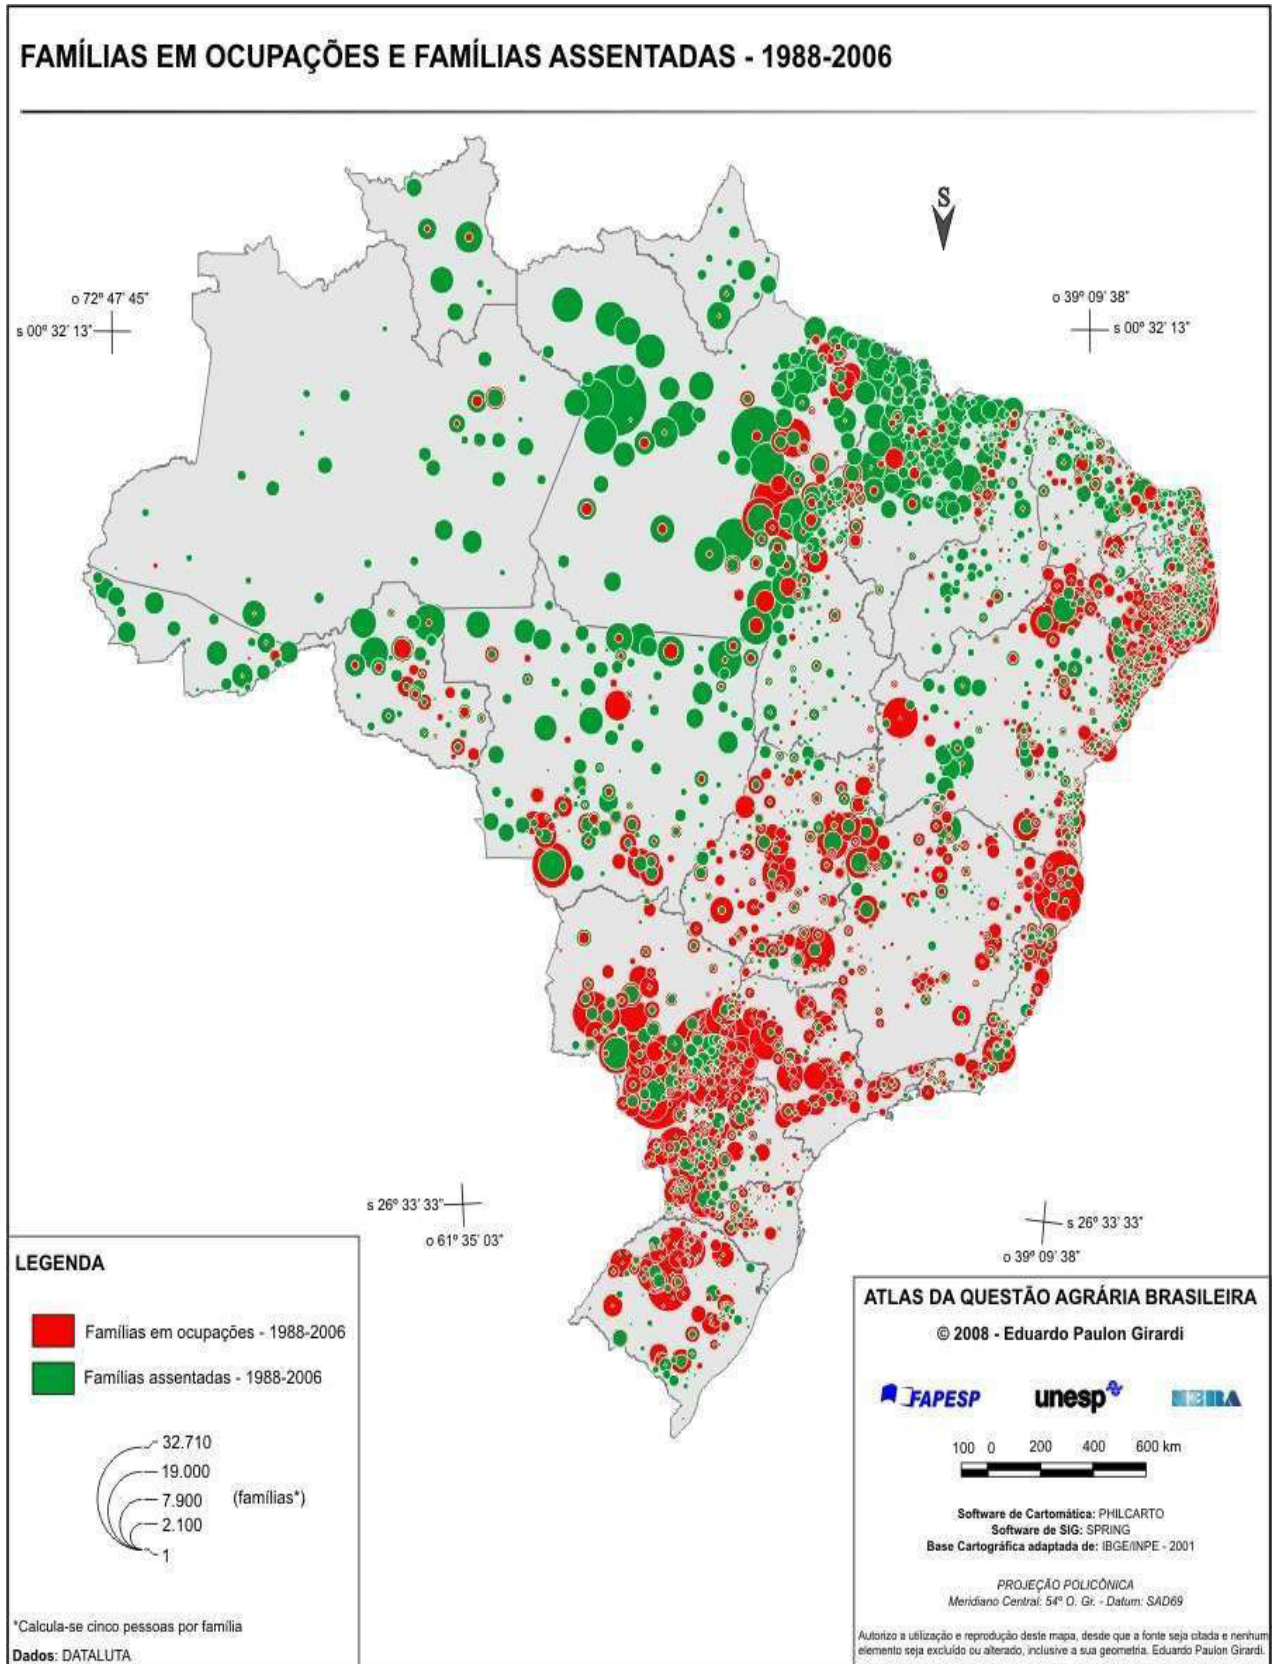 FAMÍLIAS EM OCUPAÇÕES E FAMÍLIAS ASSENTADAS - 1988-2006
S
o 72º 47' 45"
s 00º 32' 13"
o 39º 09' 38"
s 00º 32' 13"
s 26º 33' 33"
o 61º 35' 03"
s 26º 33' 33"
o 39º 09' 38"
LEGENDA
Famílias em ocupações - 1988-2006
Famílias assentadas - 1988-2006
32.710
19.000
7.900
2.100
1
(famílias*)
*Calcula-se cinco pessoas por família
Dados: DATALUTA
ATLAS DA QUESTÃO AGRÁRIA BRASILEIRA
© 2008 - Eduardo Paulon Girardi
FAPESP
unesp
NERA
100 0 200 400 600 km
Software de Cartomática: PHILCARTO
Software de SIG: SPRING
Base Cartográfica adaptada de: IBGE/INPE - 2001
PROJEÇÃO POLICÔNICA
Meridiano Central: 54º O. Gr. - Datum: SAD69
Autorizo a utilização e reprodução deste mapa, desde que a fonte seja citada e nenhum
elemento seja excluído ou alterado, inclusive a sua geometria. Eduardo Paulon Girardi.